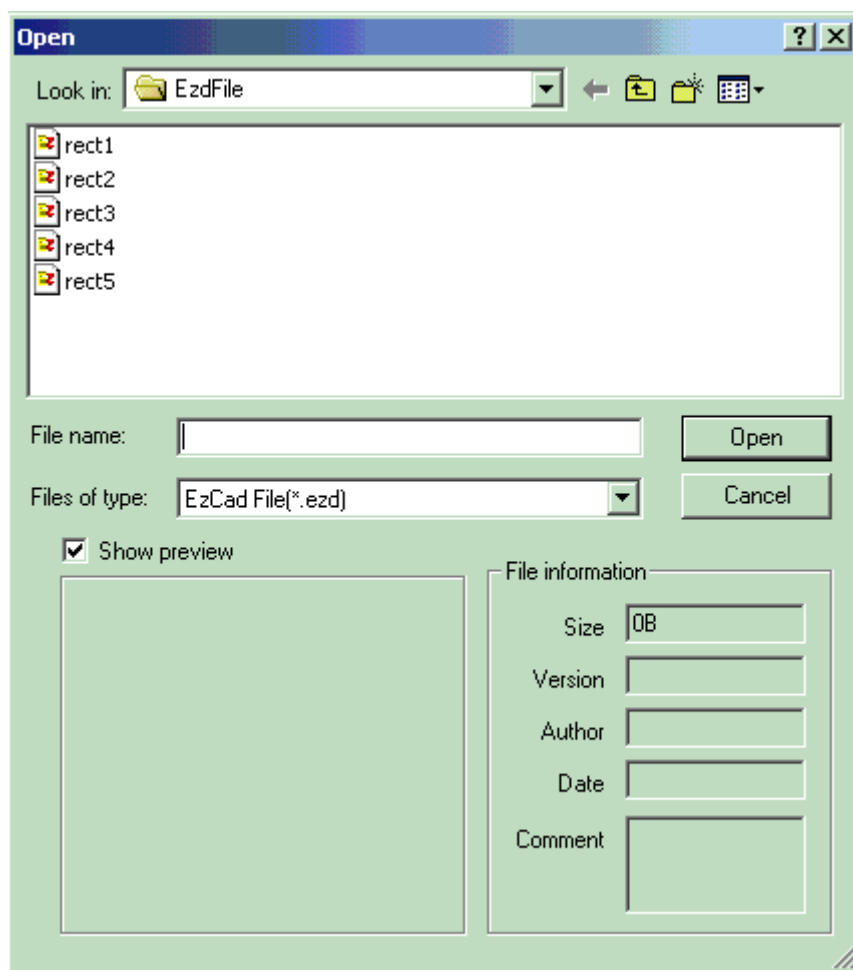 Open
Look in: EzdFile
rect1
rect2
rect3
rect4
rect5
File name: Open
Files of type: EzCad File(*.ezd) Cancel
Show preview
File information
Size 0B
Version
Author
Date
Comment